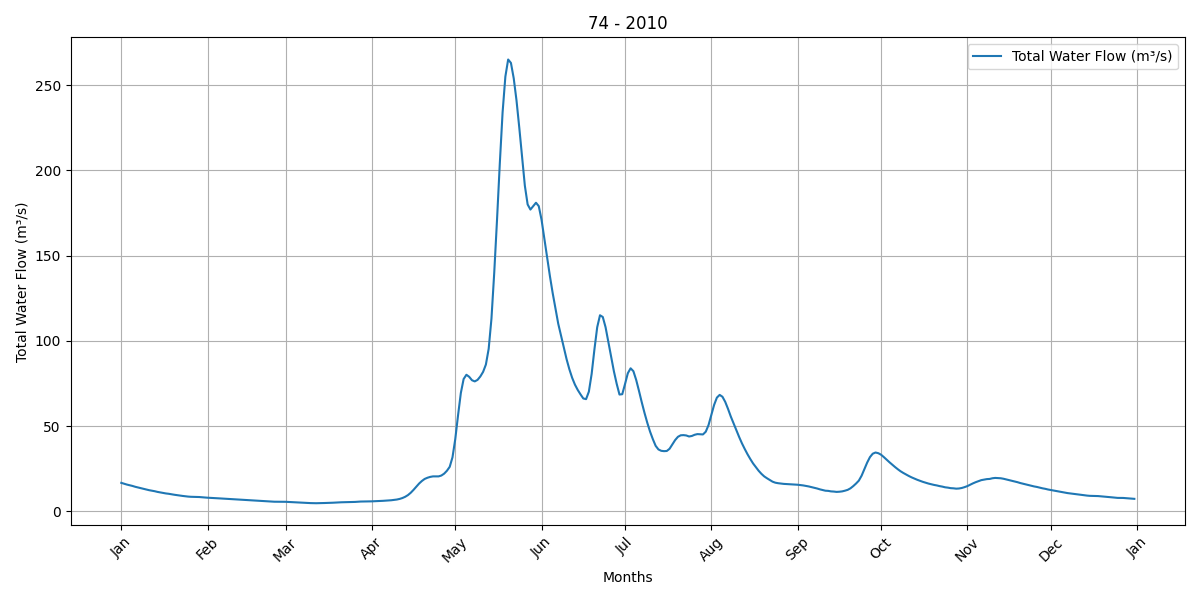 74 - 2010
Total Water Flow (m³/s)
Total Water Flow (m³/s)
250
200
150
100
50
0
Jan Feb Mar Apr May Jun Jul Aug Sep Oct Nov Dec Jan
Months